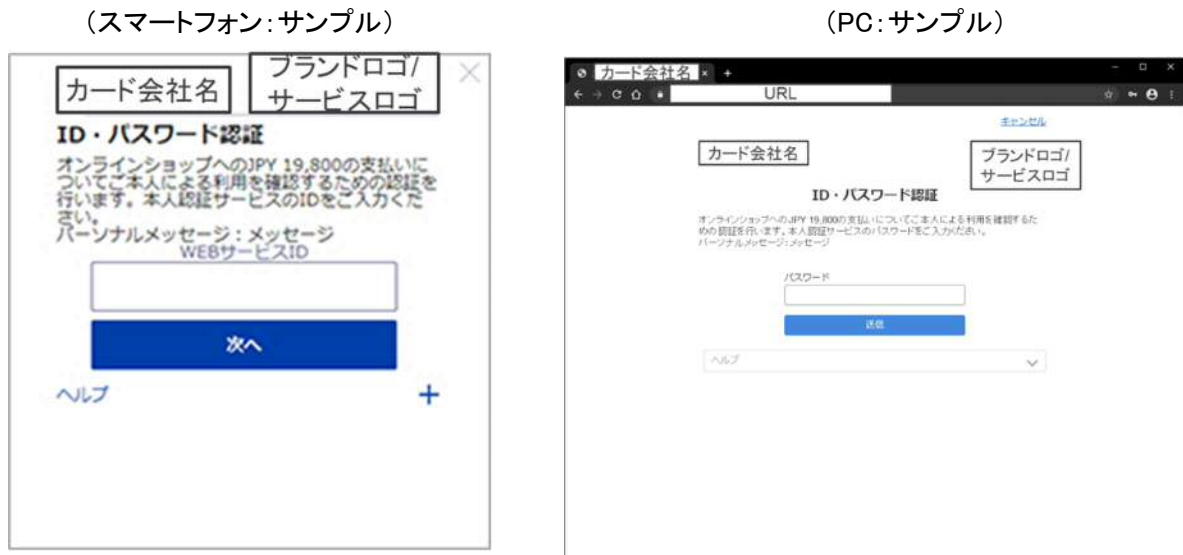 （スマートフォン：サンプル）
カード会社名
ブランドロゴ/
サービスロゴ
ID・パスワード認証
オンラインショップへのJPY 19,800の支払いに
ついてご本人による利用を確認するための認証を
行います。本人認証サービスのIDをご入力くだ
さい。
パーソナルメッセージ：メッセージ
WEBサービスID
次へ
ヘルプ
（PC：サンプル）
カード会社名
URL
キャンセル
カード会社名
ブランドロゴ/
サービスロゴ
ID・パスワード認証
オンラインショップへのJPY 19,800の支払いについてご本人による利用を確認するた
めの認証を行います。本人認証サービスのパスワードをご入力ください。
パーソナルメッセージ：メッセージ
パスワード
送信
ヘルプ